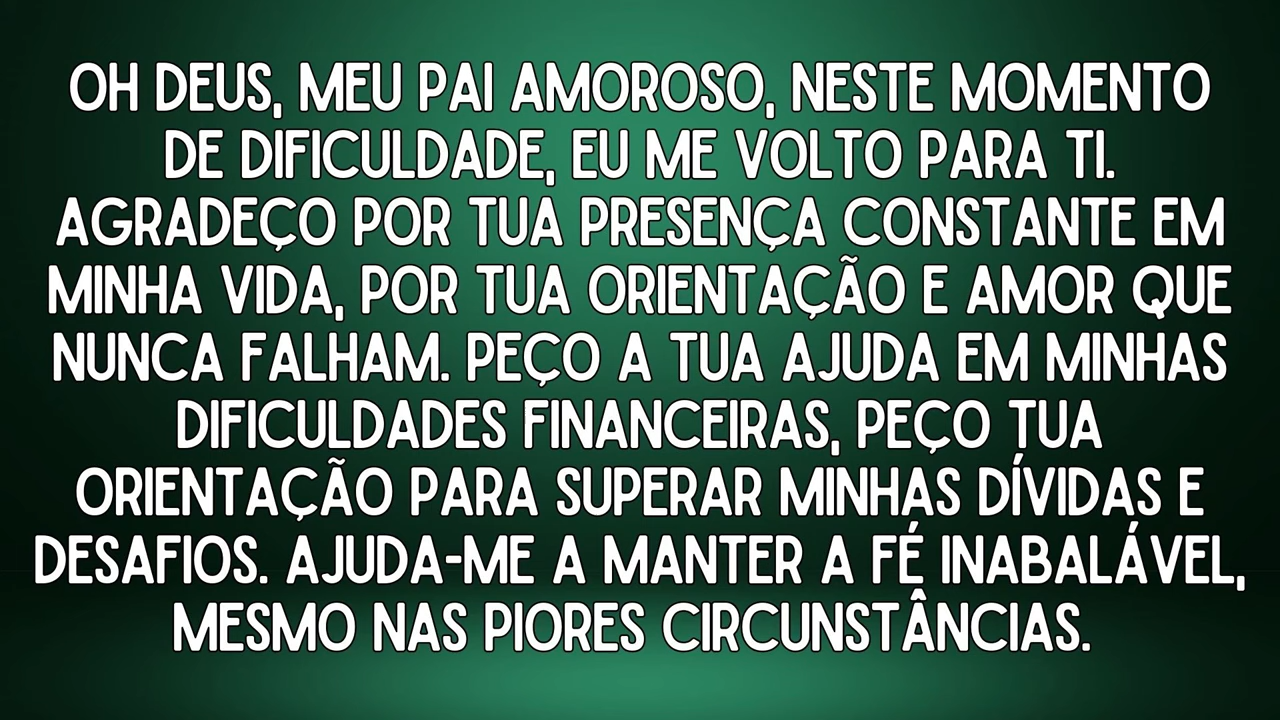 OH DEUS, MEU PAI AMOROSO, NESTE MOMENTO
DE DIFICULDADE, EU ME VOLTO PARA TI.
AGRADEÇO POR TUA PRESENÇA CONSTANTE EM
MINHA VIDA, POR TUA ORIENTAÇÃO E AMOR QUE
NUNCA FALHAM. PEÇO A TUA AJUDA EM MINHAS
DIFICULDADES FINANCEIRAS, PEÇO TUA
ORIENTAÇÃO PARA SUPERAR MINHAS DÍVIDAS E
DESAFIOS. AJUDA-ME A MANTER A FÉ INABALÁVEL,
MESMO NAS PIORES CIRCUNSTÂNCIAS.